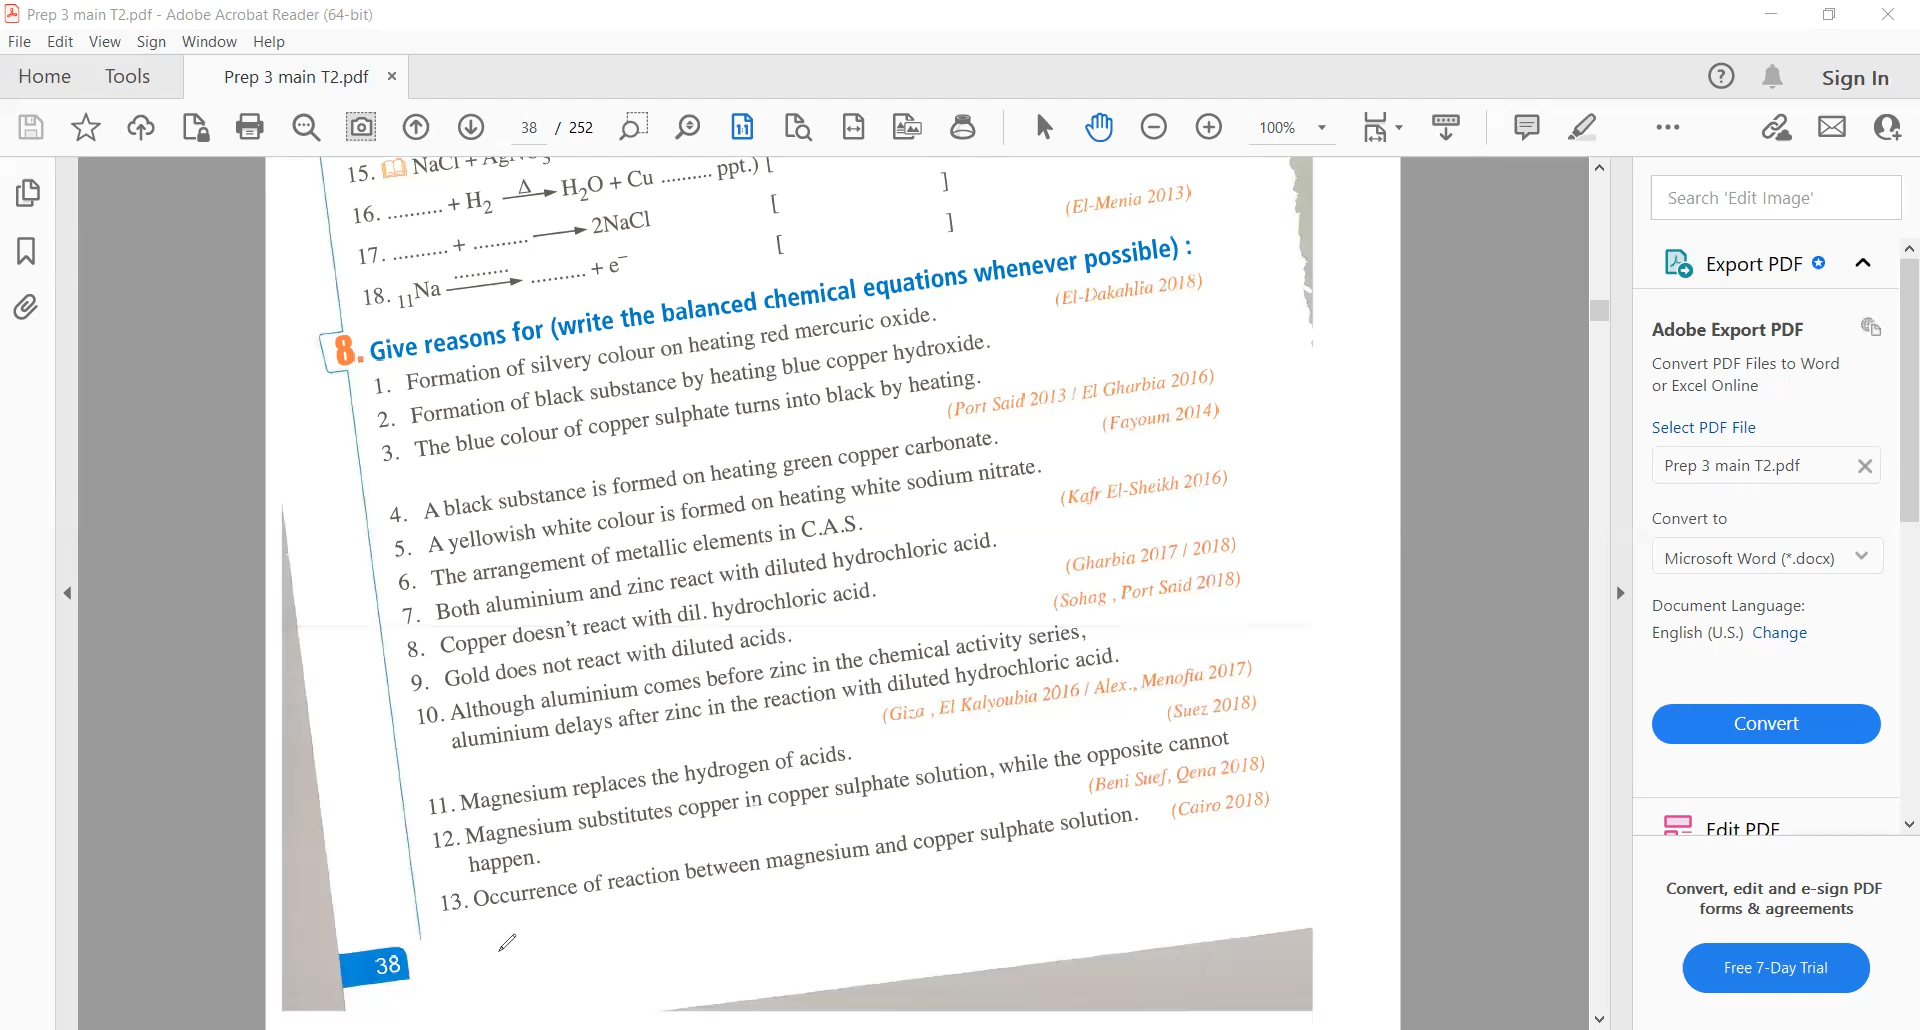 Prep 3 main T2.pdf - Adobe Acrobat Reader (64-bit)
File Edit View Sign Window Help
Home Tools Prep 3 main T2.pdf × Sign In
38 / 252 1:1 100%
15. NaCl + AgNO3
16. .......... + H2 —Δ→ H2O + Cu .......... ppt.) [
]
17. .......... + .......... → 2NaCl [ ]
(El-Menia 2013)
18. 11Na —..........→ .......... + e− [
8. Give reasons for (write the balanced chemical equations whenever possible) :
1. Formation of silvery colour on heating red mercuric oxide. (El-Dakahlia 2018)
2. Formation of black substance by heating blue copper hydroxide.
3. The blue colour of copper sulphate turns into black by heating.
(Port Said 2013 / El Gharbia 2016)
4. A black substance is formed on heating green copper carbonate. (Fayoum 2014)
5. A yellowish white colour is formed on heating white sodium nitrate.
6. The arrangement of metallic elements in C.A.S. (Kafr El-Sheikh 2016)
7. Both aluminium and zinc react with diluted hydrochloric acid.
8. Copper doesn't react with dil. hydrochloric acid. (Gharbia 2017 / 2018)
9. Gold does not react with diluted acids. (Sohag , Port Said 2018)
10. Although aluminium comes before zinc in the chemical activity series,
aluminium delays after zinc in the reaction with diluted hydrochloric acid.
(Giza , El Kalyoubia 2016 / Alex., Menofia 2017)
11. Magnesium replaces the hydrogen of acids. (Suez 2018)
12. Magnesium substitutes copper in copper sulphate solution, while the opposite cannot
happen. (Beni Suef, Qena 2018)
13. Occurrence of reaction between magnesium and copper sulphate solution. (Cairo 2018)
38
Search 'Edit Image'
Export PDF
Adobe Export PDF
Convert PDF Files to Word
or Excel Online
Select PDF File
Prep 3 main T2.pdf
Convert to
Microsoft Word (*.docx)
Document Language:
English (U.S.) Change
Convert
Edit PDF
Convert, edit and e-sign PDF
forms & agreements
Free 7-Day Trial